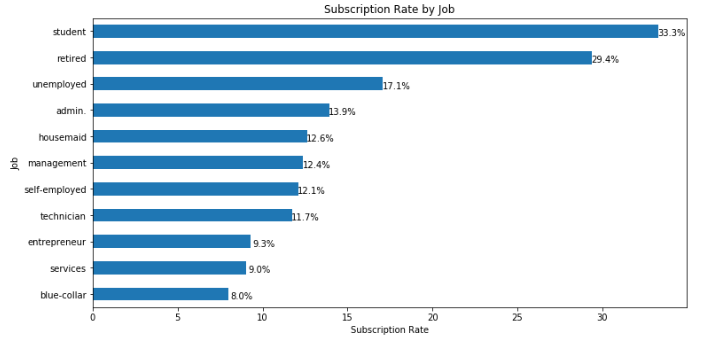 Subscription Rate by Job
student 33.3%
retired 29.4%
unemployed 17.1%
admin. 13.9%
housemaid 12.6%
management 12.4%
self-employed 12.1%
technician 11.7%
entrepreneur 9.3%
services 9.0%
blue-collar 8.0%
Job
0 5 10 15 20 25 30
Subscription Rate